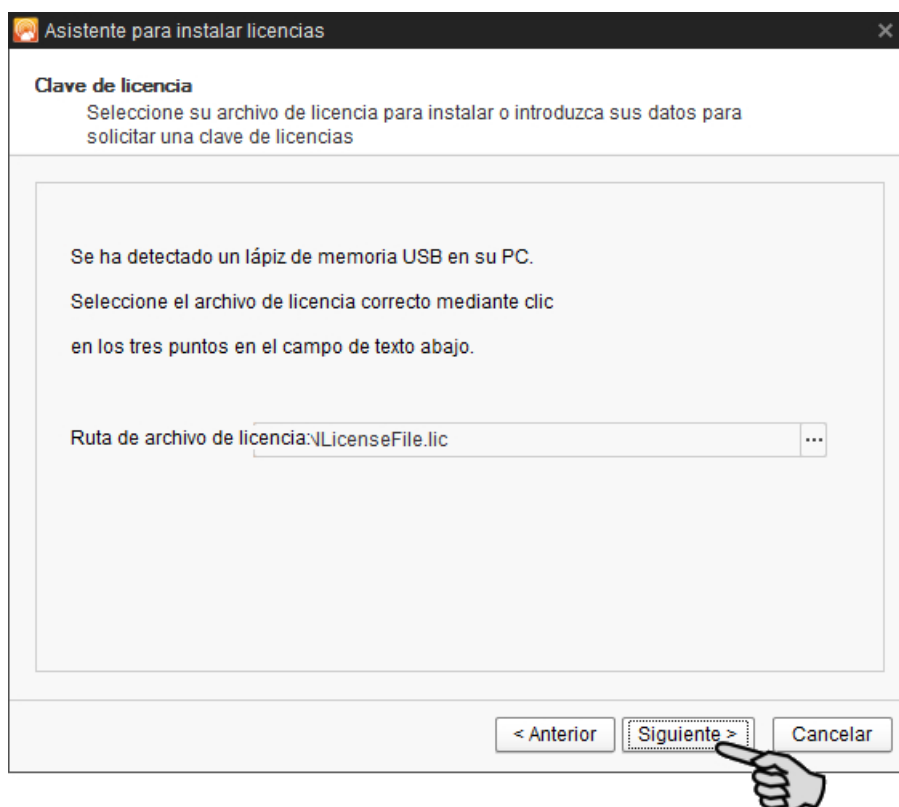 Asistente para instalar licencias
Clave de licencia
Seleccione su archivo de licencia para instalar o introduzca sus datos para
solicitar una clave de licencias
Se ha detectado un lápiz de memoria USB en su PC.
Seleccione el archivo de licencia correcto mediante clic
en los tres puntos en el campo de texto abajo.
Ruta de archivo de licencia:\LicenseFile.lic ...
< Anterior Siguiente > Cancelar